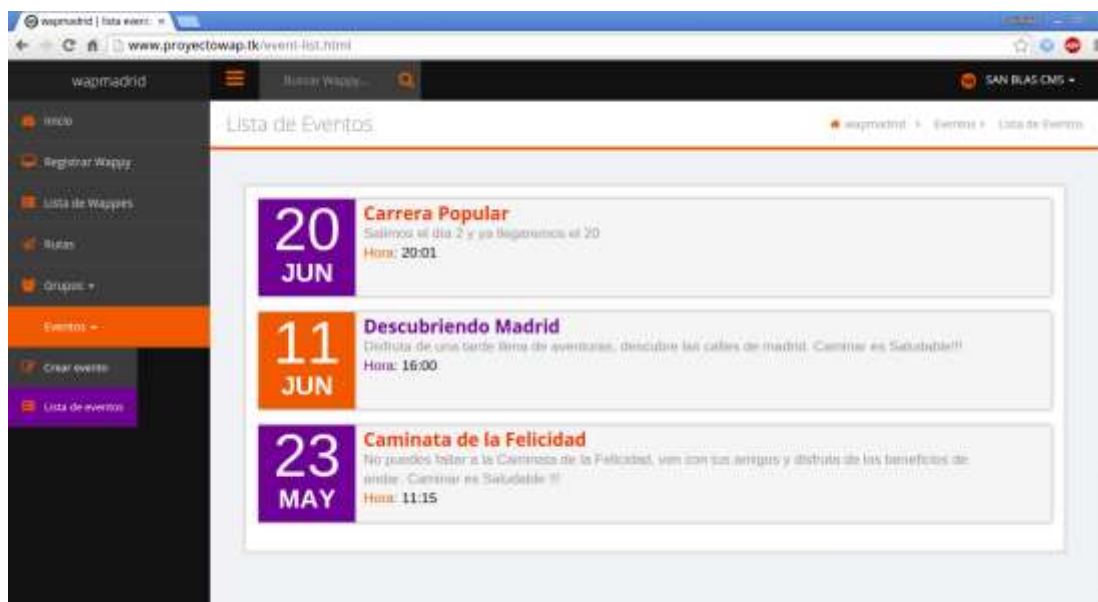 wapmadrid | lista event
www.proyectowap.tk/event-list.html
wapmadrid
Buscar Wappy...
SAN BLAS CMS
Inicio
Lista de Eventos
wapmadrid > Eventos > Lista de Eventos
Registrar Wappy
Lista de Wappies
Rutas
Grupos
Eventos
Crear evento
Lista de eventos
20
JUN
Carrera Popular
Salimos el dia 2 y ya llegaremos el 20
Hora: 20:01
11
JUN
Descubriendo Madrid
Disfruta de una tarde llena de aventuras, descubre las calles de madrid. Caminar es Saludable!!!
Hora: 16:00
23
MAY
Caminata de la Felicidad
No puedes faltar a la Caminata de la Felicidad, ven con tus amigos y disfruta de los beneficios de
andar. Caminar es Saludable !!!
Hora: 11:15